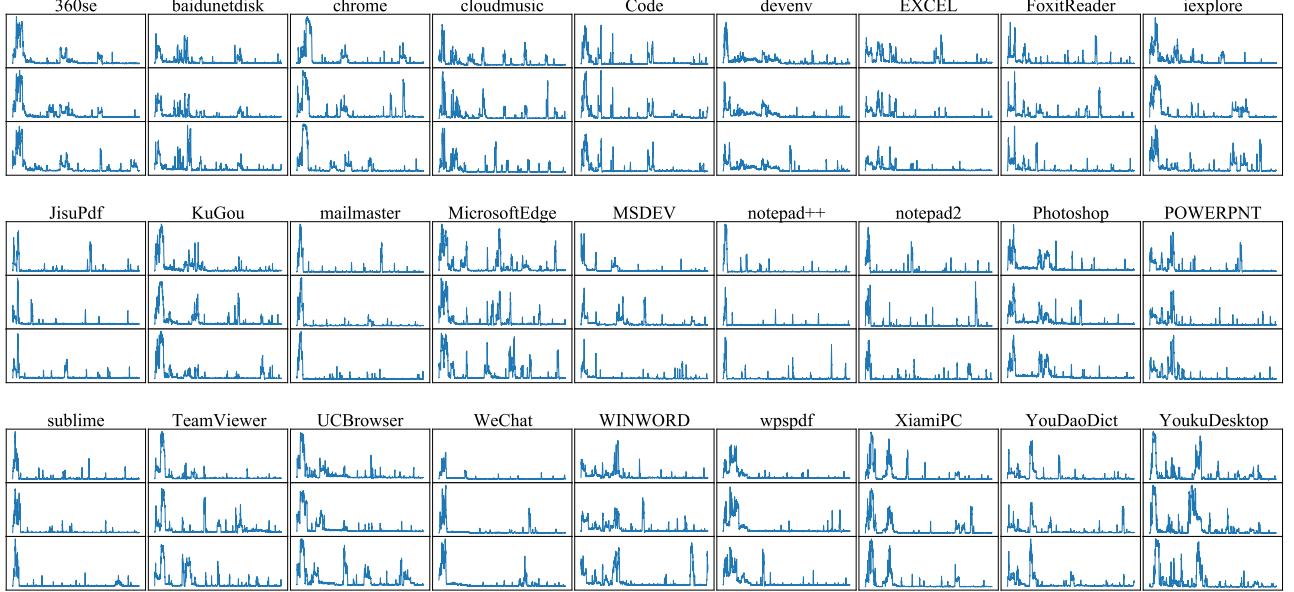 360se baidunetdisk chrome cloudmusic Code devenv EXCEL FoxitReader iexplore
JisuPdf KuGou mailmaster MicrosoftEdge MSDEV notepad++ notepad2 Photoshop POWERPNT
sublime TeamViewer UCBrowser WeChat WINWORD wpspdf XiamiPC YouDaoDict YoukuDesktop